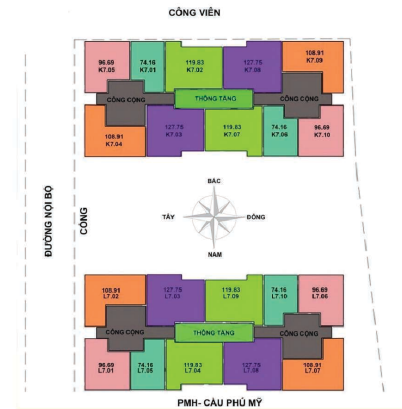 CÔNG VIÊN
96.69
K7.05
74.16
K7.01
119.83
K7.02
127.75
K7.08
108.91
K7.09
CÔNG CỘNG
THÔNG TẦNG
CÔNG CỘNG
108.91
K7.04
127.75
K7.03
119.83
K7.07
74.16
K7.06
96.69
K7.10
ĐƯỜNG NỘI BỘ
CỔNG
BẮC
TÂY
ĐÔNG
NAM
108.91
L7.02
127.75
L7.03
119.83
L7.09
74.16
L7.10
96.69
L7.06
CÔNG CỘNG
THÔNG TẦNG
CÔNG CỘNG
96.69
L7.01
74.16
L7.05
119.83
L7.04
127.75
L7.08
108.91
L7.07
PMH- CẦU PHÚ MỸ